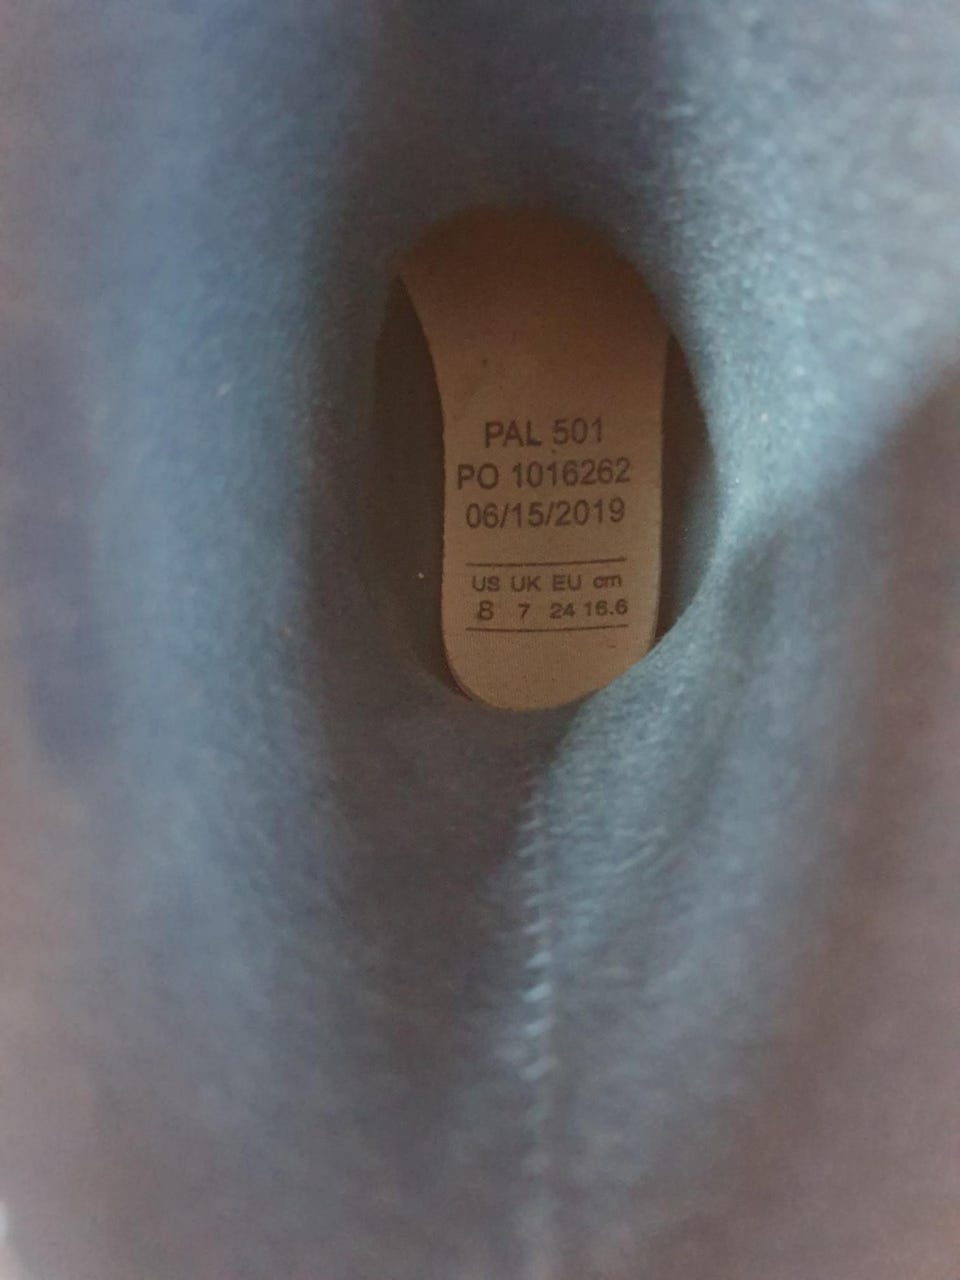 PAL 501
PO 1016262
06/15/2019
US UK EU cm
8 7 24 16.6